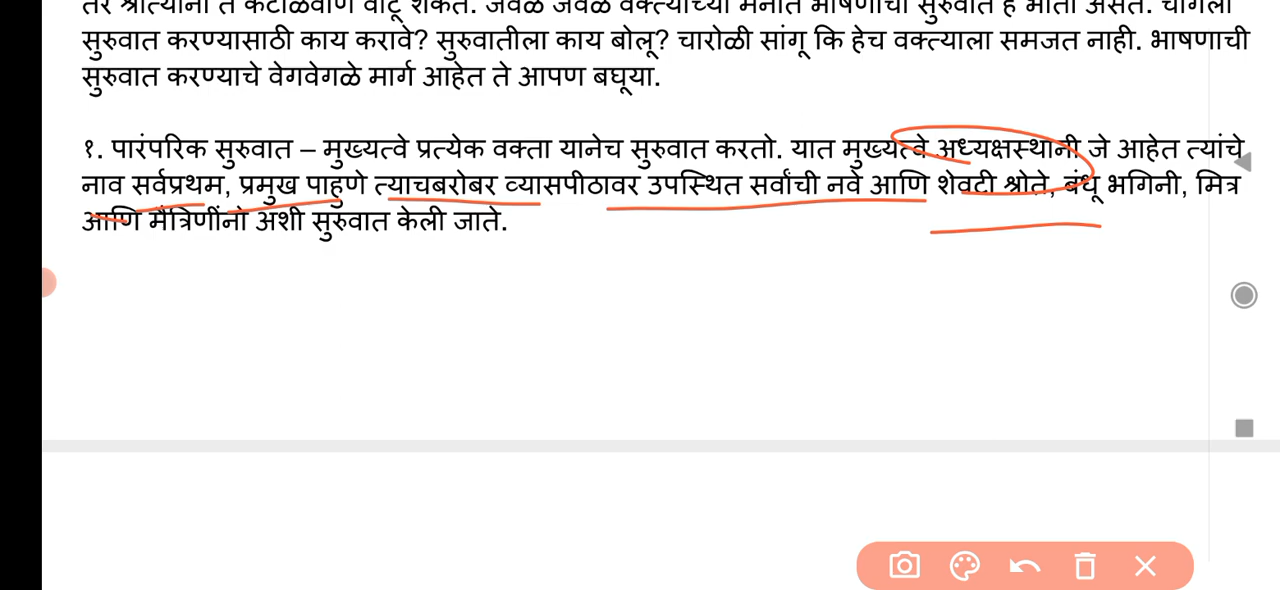 तर श्रोत्यांना ते कंटाळवाणे वाटू शकते. जवळ जवळ वक्त्यांच्या मनात भाषणाची सुरुवात हे भीती असते. चांगली
सुरुवात करण्यासाठी काय करावे? सुरुवातीला काय बोलू? चारोळी सांगू कि हेच वक्त्याला समजत नाही. भाषणाची
सुरुवात करण्याचे वेगवेगळे मार्ग आहेत ते आपण बघूया.
१. पारंपरिक सुरुवात – मुख्यत्वे प्रत्येक वक्ता यानेच सुरुवात करतो. यात मुख्यत्वे अध्यक्षस्थानी जे आहेत त्यांचे
नाव सर्वप्रथम, प्रमुख पाहुणे त्याचबरोबर व्यासपीठावर उपस्थित सर्वांची नवे आणि शेवटी श्रोते, बंधू भगिनी, मित्र
आणि मैत्रिणींनो अशी सुरुवात केली जाते.